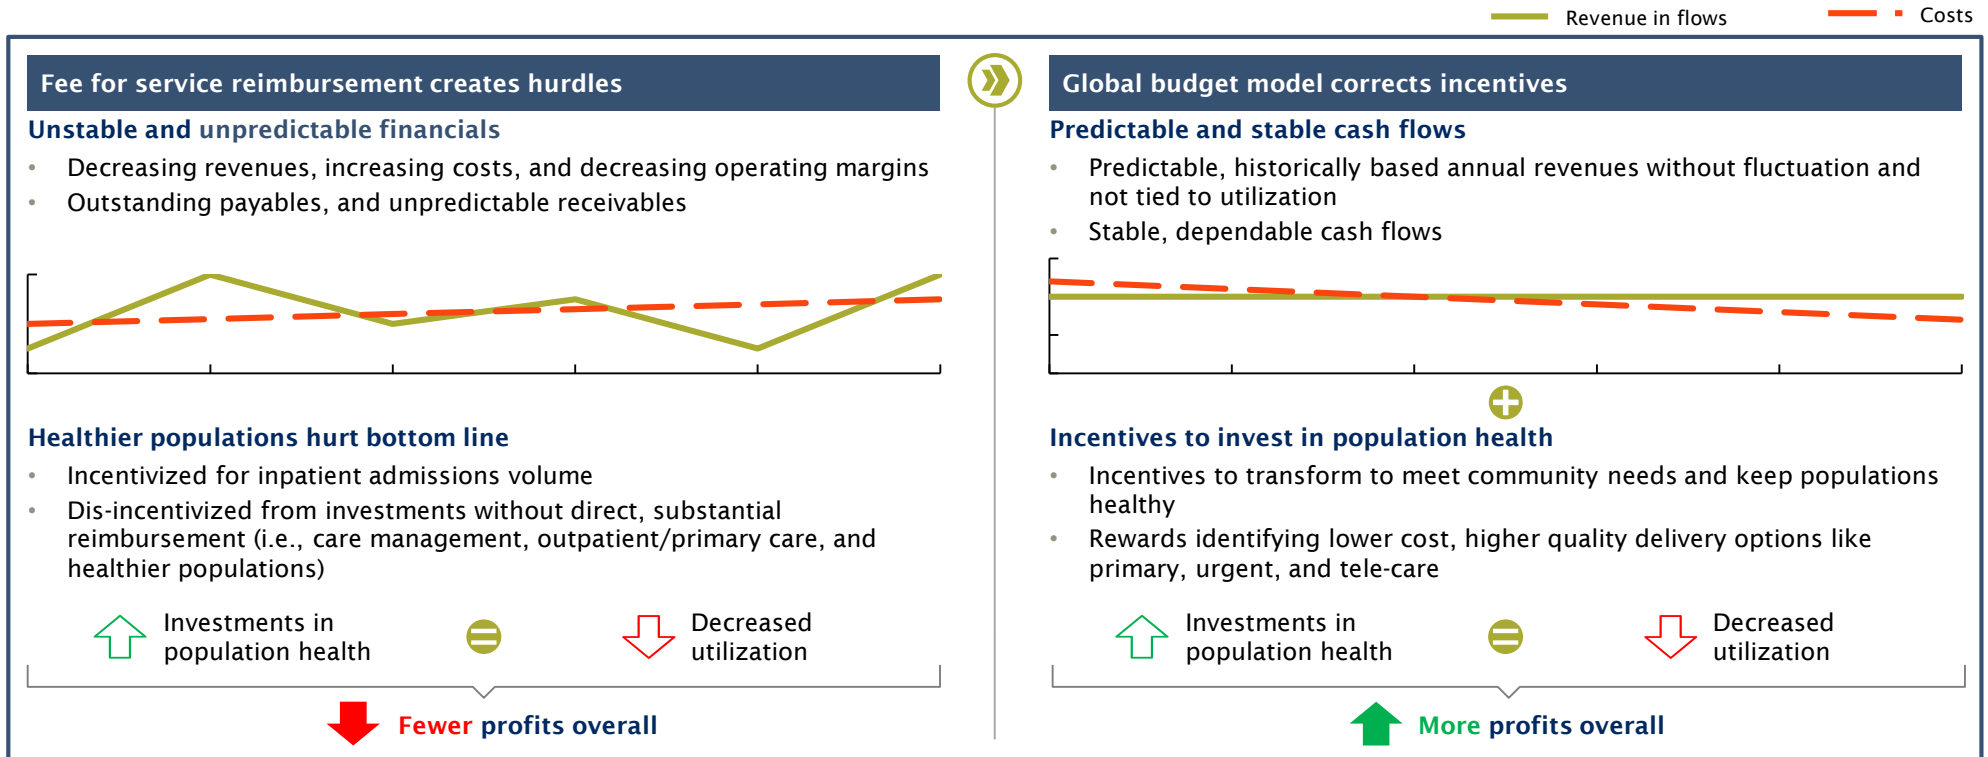 Revenue in flows
Costs
Fee for service reimbursement creates hurdles
Unstable and unpredictable financials
• Decreasing revenues, increasing costs, and decreasing operating margins
• Outstanding payables, and unpredictable receivables
Healthier populations hurt bottom line
• Incentivized for inpatient admissions volume
• Dis-incentivized from investments without direct, substantial
reimbursement (i.e., care management, outpatient/primary care, and
healthier populations)
Investments in
population health
=
Decreased
utilization
Fewer profits overall
Global budget model corrects incentives
Predictable and stable cash flows
• Predictable, historically based annual revenues without fluctuation and
not tied to utilization
• Stable, dependable cash flows
+
Incentives to invest in population health
• Incentives to transform to meet community needs and keep populations
healthy
• Rewards identifying lower cost, higher quality delivery options like
primary, urgent, and tele-care
Investments in
population health
=
Decreased
utilization
More profits overall